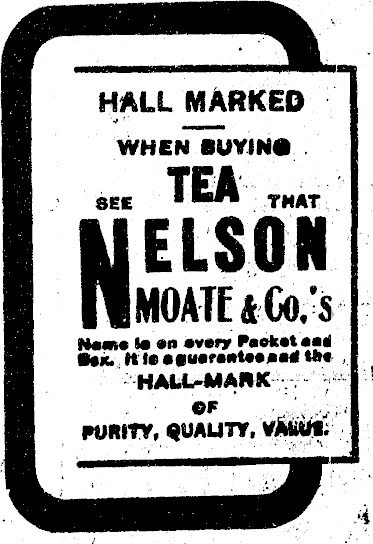 HALL MARKED
WHEN BUYING
TEA
SEE THAT
NELSON
MOATE & Co,'s
Name is on every Packet and
Box. It is a guarantee and the
HALL-MARK
OF
PURITY, QUALITY, VALUE.